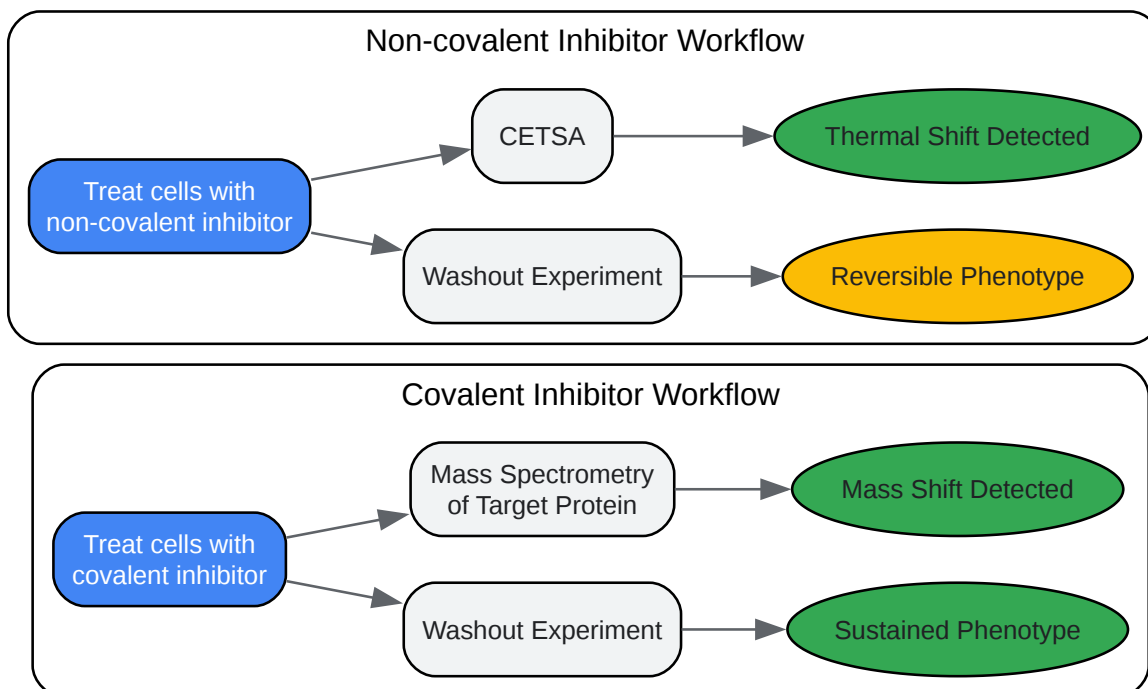 Non-covalent Inhibitor Workflow
CETSA
Thermal Shift Detected
Treat cells with
non-covalent inhibitor
Washout Experiment
Reversible Phenotype
Covalent Inhibitor Workflow
Mass Spectrometry
of Target Protein
Mass Shift Detected
Treat cells with
covalent inhibitor
Washout Experiment
Sustained Phenotype